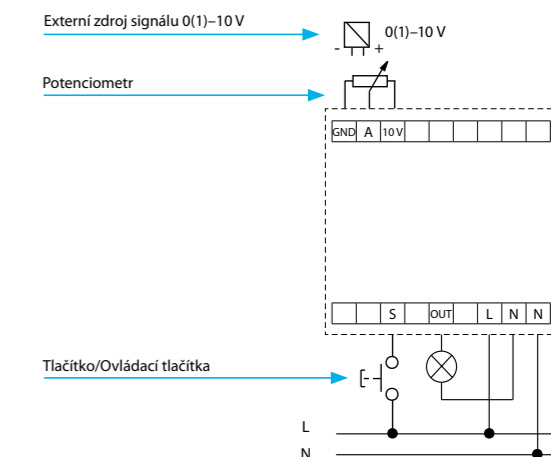 Externí zdroj signálu 0(1)–10 V
- + 0(1)–10 V
Potenciometr
GND A 10 V
S OUT L N N
Tlačítko/Ovládací tlačítka
L
N